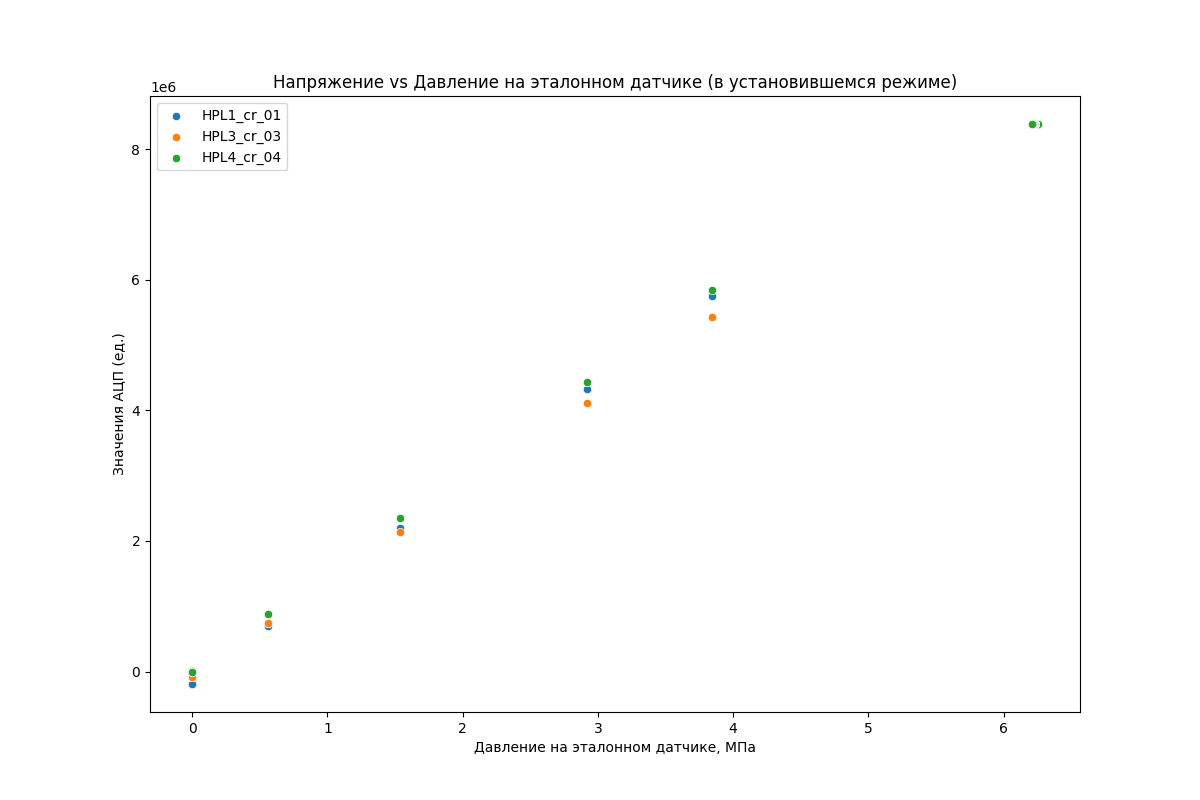 Напряжение vs Давление на эталонном датчике (в установившемся режиме)
1e6
HPL1_cr_01
HPL3_cr_03
HPL4_cr_04
8
6
4
2
0
Значения АЦП (ед.)
0 1 2 3 4 5 6
Давление на эталонном датчике, МПа